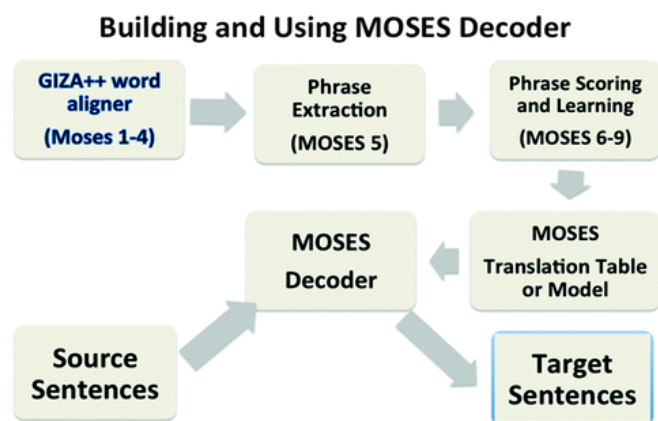 Building and Using MOSES Decoder
GIZA++ word
aligner
(Moses 1-4)
Phrase
Extraction
(MOSES 5)
Phrase Scoring
and Learning
(MOSES 6-9)
MOSES
Decoder
MOSES
Translation Table
or Model
Source
Sentences
Target
Sentences